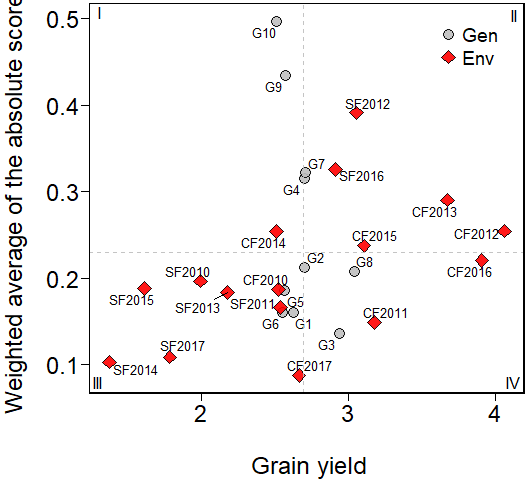 Weighted average of the absolute score
0.5
0.4
0.3
0.2
0.1
I
II
III
IV
Gen
Env
G10
G9
SF2012
G7
SF2016
G4
CF2013
CF2014
CF2015
CF2012
G2
G8
SF2010
CF2010
CF2016
SF2015
SF2013
SF2011
G5
G6
G1
CF2011
G3
SF2017
SF2014
CF2017
2
3
4
Grain yield